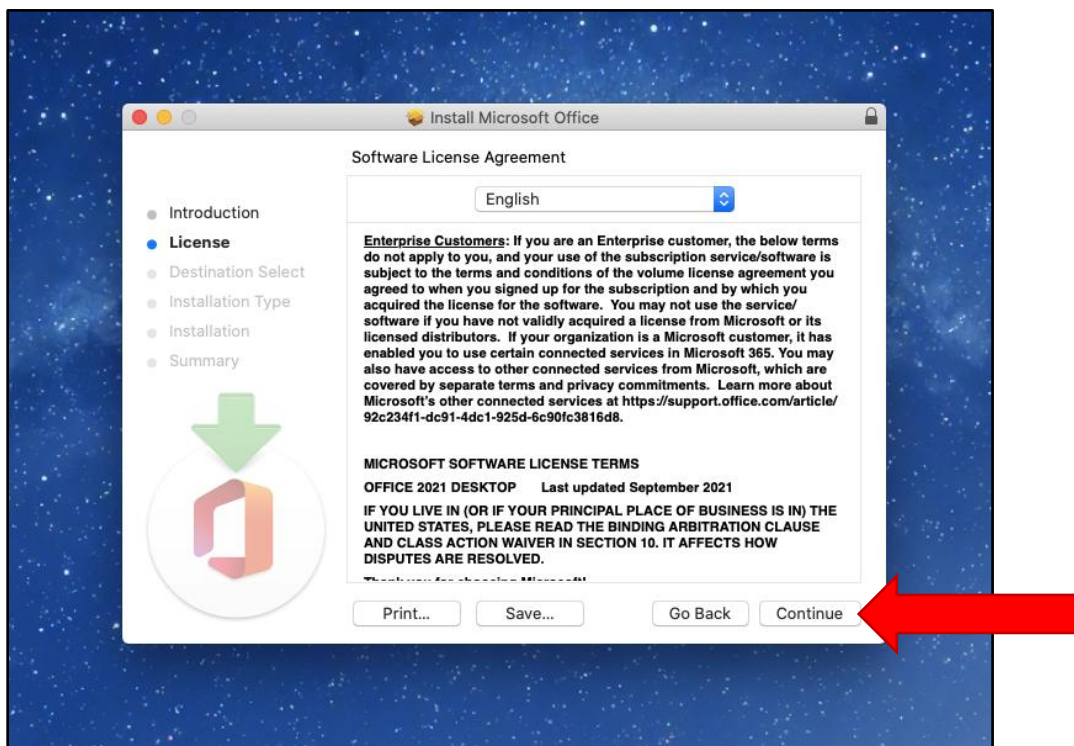 Install Microsoft Office
Software License Agreement
English
Introduction
License
Destination Select
Installation Type
Installation
Summary
Enterprise Customers: If you are an Enterprise customer, the below terms
do not apply to you, and your use of the subscription service/software is
subject to the terms and conditions of the volume license agreement you
agreed to when you signed up for the subscription and by which you
acquired the license for the software. You may not use the service/
software if you have not validly acquired a license from Microsoft or its
licensed distributors. If your organization is a Microsoft customer, it has
enabled you to use certain connected services in Microsoft 365. You may
also have access to other connected services from Microsoft, which are
covered by separate terms and privacy commitments. Learn more about
Microsoft's other connected services at https://support.office.com/article/
92c234f1-dc91-4dc1-925d-6c90fc3816d8.
MICROSOFT SOFTWARE LICENSE TERMS
OFFICE 2021 DESKTOP Last updated September 2021
IF YOU LIVE IN (OR IF YOUR PRINCIPAL PLACE OF BUSINESS IS IN) THE
UNITED STATES, PLEASE READ THE BINDING ARBITRATION CLAUSE
AND CLASS ACTION WAIVER IN SECTION 10. IT AFFECTS HOW
DISPUTES ARE RESOLVED.
Thank you for choosing Microsoft!
Print...
Save...
Go Back
Continue